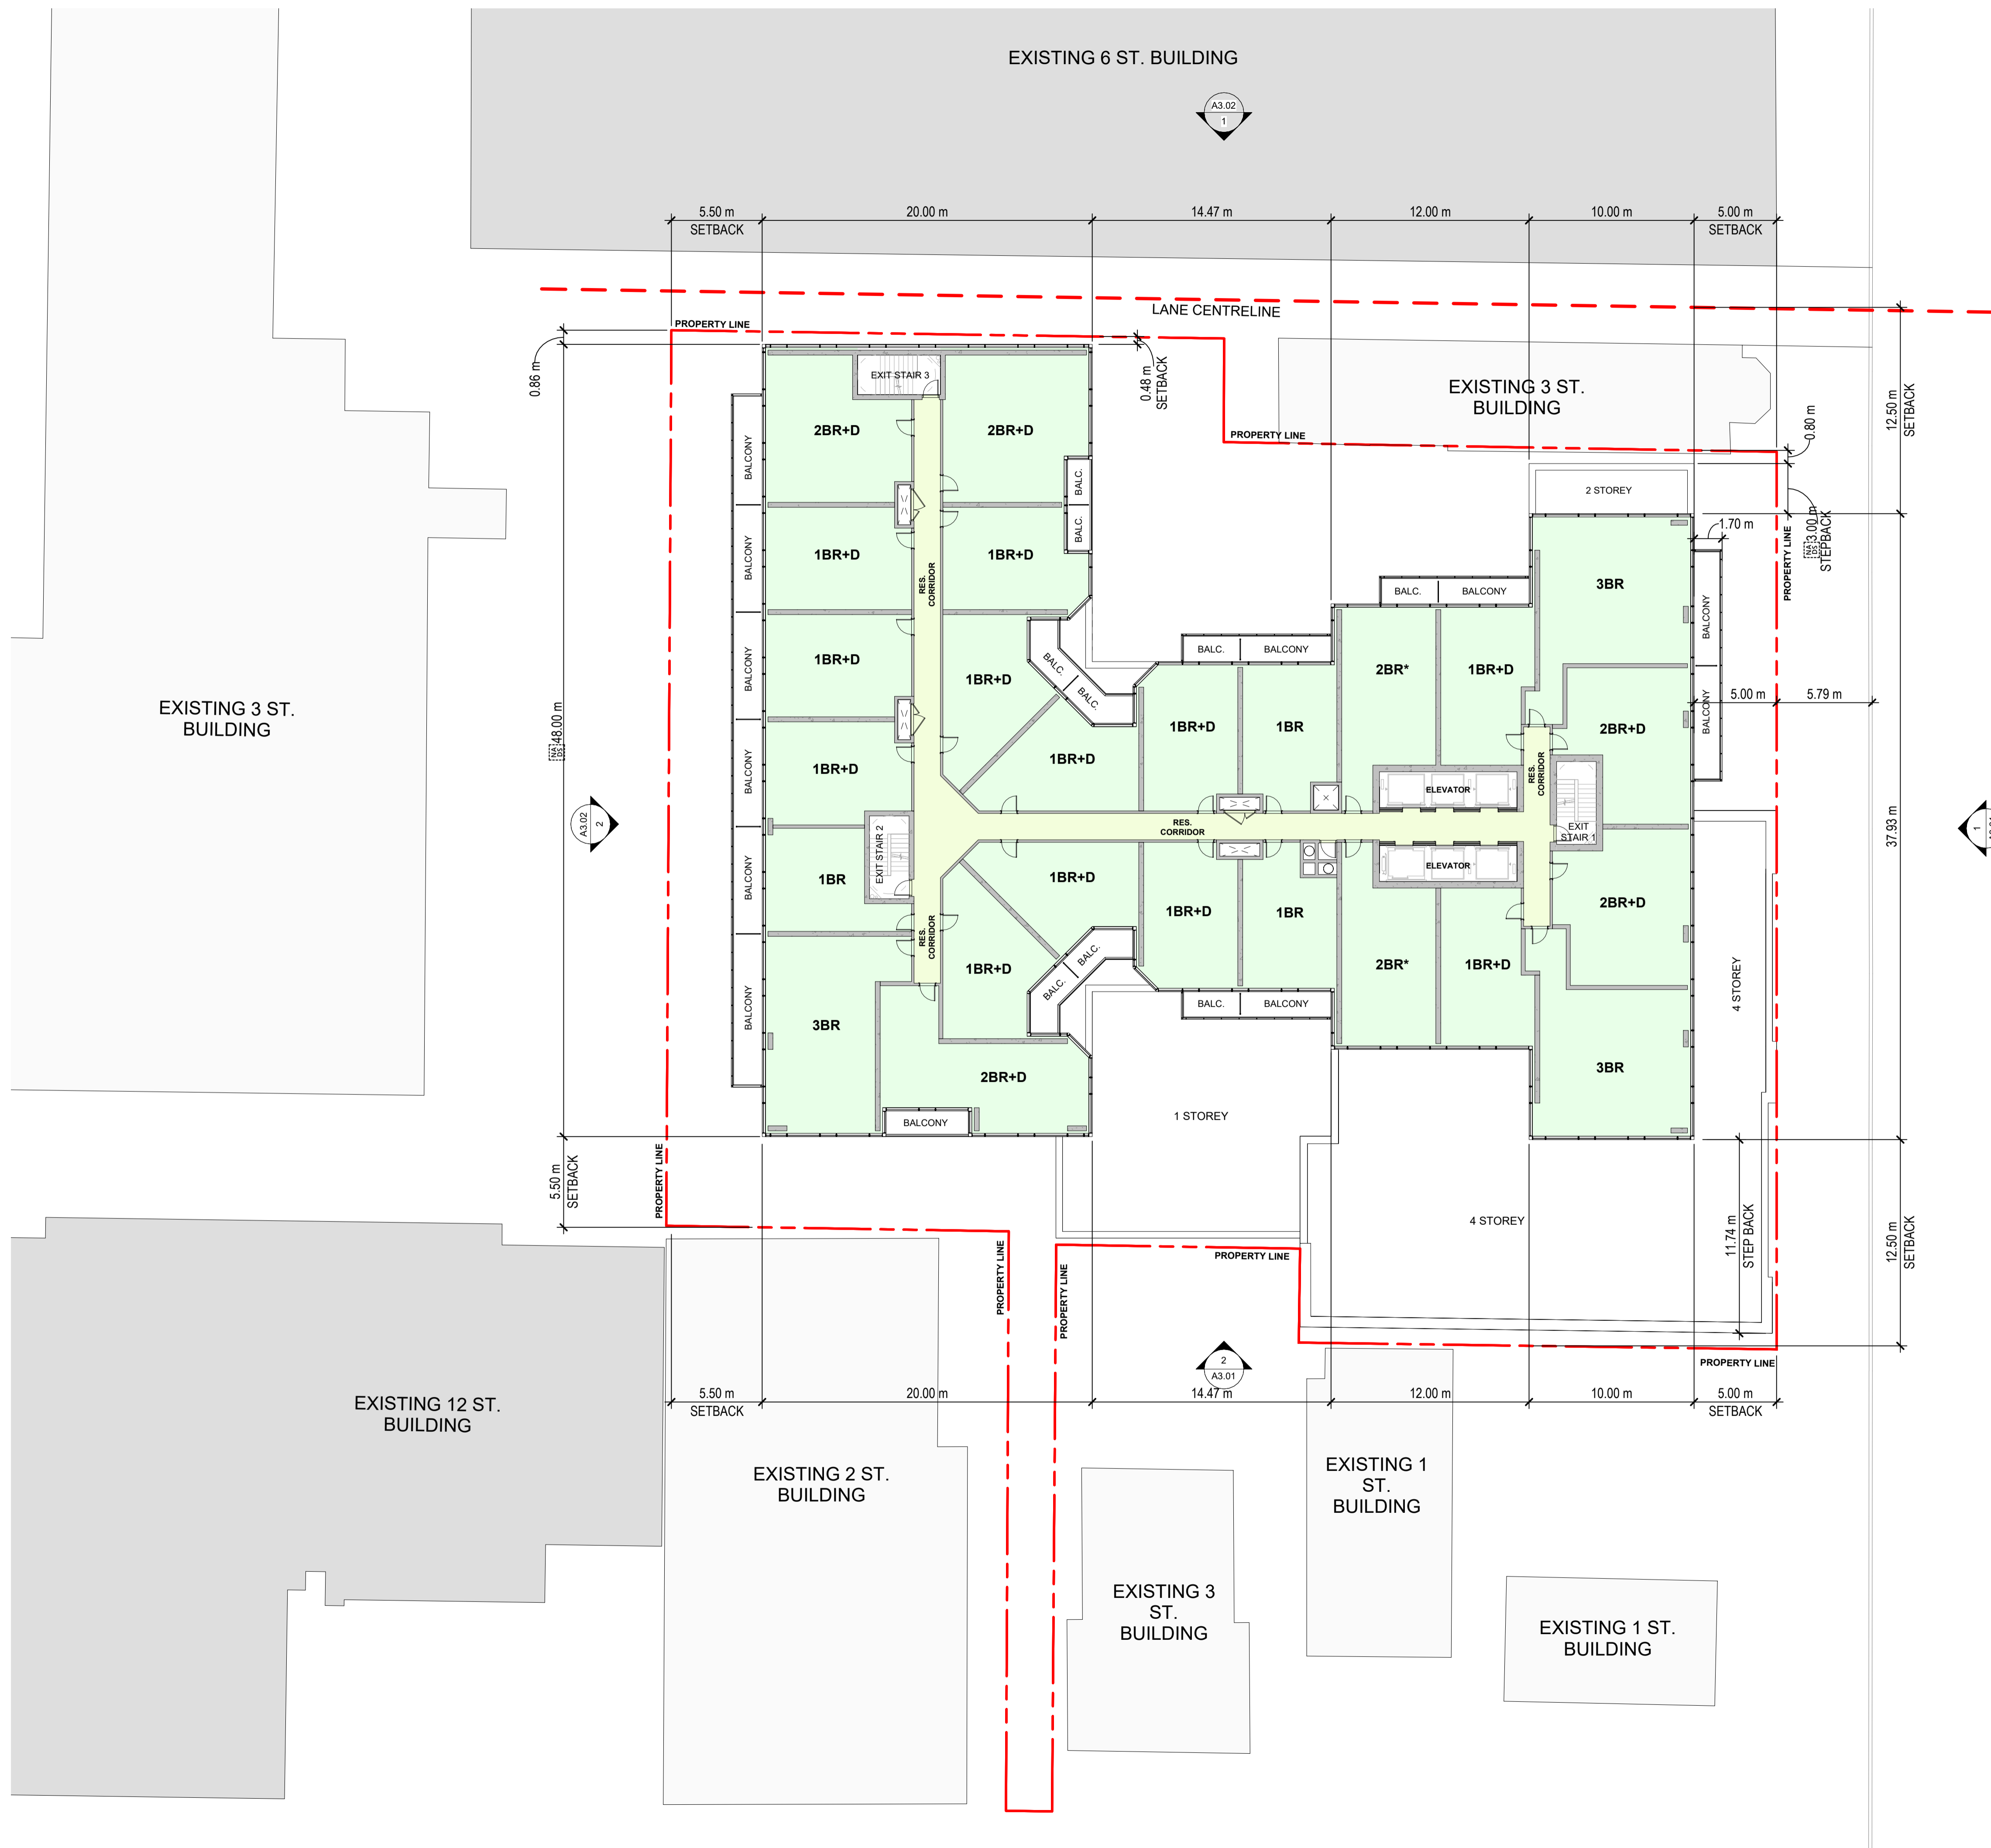 EXISTING 6 ST. BUILDING
A3.02
1
5.50 m
SETBACK
20.00 m
14.47 m
12.00 m
10.00 m
5.00 m
SETBACK
LANE CENTRELINE
PROPERTY LINE
0.86 m
0.48 m
SETBACK
EXISTING 3 ST.
BUILDING
12.50 m
SETBACK
0.80 m
PROPERTY LINE
EXIT STAIR 3
2BR+D
2BR+D
BALCONY
BALC.
BALC.
2 STOREY
3.00 m
STEPBACK
NA
DS
1.70 m
PROPERTY LINE
1BR+D
1BR+D
BALCONY
RES.
CORRIDOR
3BR
BALC.
BALCONY
BALCONY
BALC.
BALCONY
1BR+D
BALCONY
1BR+D
BALC.
BALC.
2BR*
1BR+D
EXISTING 3 ST.
BUILDING
48.00 m
NA
DS
5.00 m
5.79 m
BALCONY
1BR+D
1BR
2BR+D
1BR+D
BALCONY
1BR+D
ELEVATOR
RES.
CORRIDOR
A3.02
2
RES.
CORRIDOR
EXIT
STAIR 1
1
37.93 m
EXIT STAIR 2
ELEVATOR
1BR
BALCONY
1BR+D
1BR+D
1BR
2BR+D
RES.
CORRIDOR
1BR+D
BALC.
BALC.
2BR*
1BR+D
4 STOREY
BALC.
BALCONY
3BR
BALCONY
2BR+D
3BR
BALCONY
1 STOREY
5.50 m
SETBACK
PROPERTY LINE
4 STOREY
11.74 m
STEP BACK
12.50 m
SETBACK
PROPERTY LINE
PROPERTY LINE
PROPERTY LINE
2
A3.01
PROPERTY LINE
5.50 m
SETBACK
20.00 m
14.47 m
12.00 m
10.00 m
5.00 m
SETBACK
EXISTING 12 ST.
BUILDING
EXISTING 2 ST.
BUILDING
EXISTING 1
ST.
BUILDING
EXISTING 3
ST.
BUILDING
EXISTING 1 ST.
BUILDING